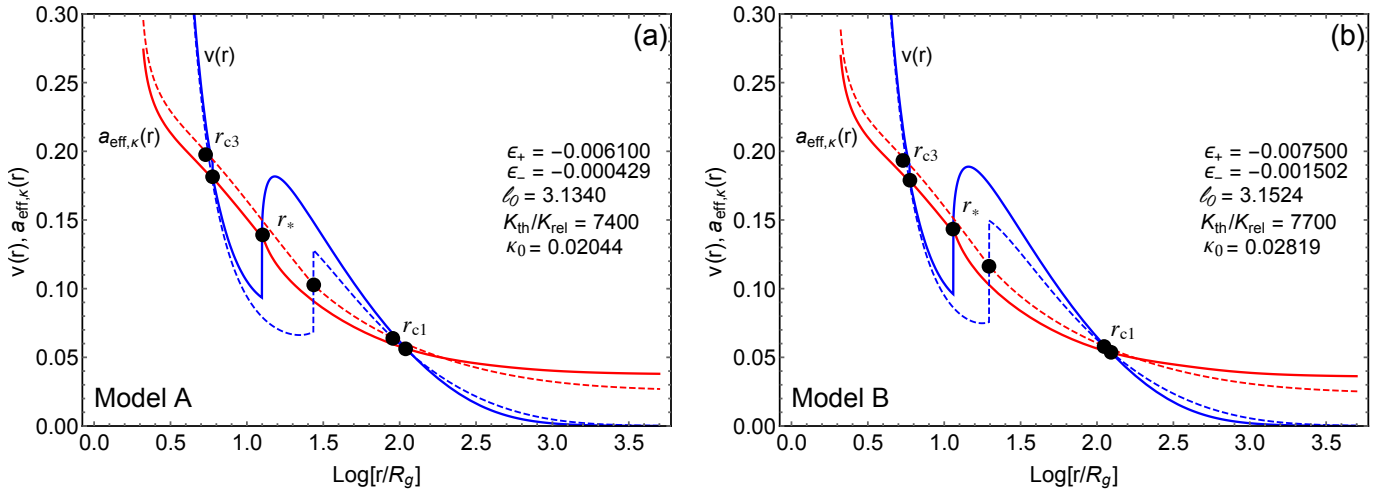 (a)
v(r)
a_eff,κ(r)
r_c3
r_*
r_c1
ϵ₊ = −0.006100
ϵ₋ = −0.000429
ℓ₀ = 3.1340
K_th/K_rel = 7400
κ₀ = 0.02044
Model A
v(r), a_eff,κ(r)
0.30
0.25
0.20
0.15
0.10
0.05
0.00
0.0 0.5 1.0 1.5 2.0 2.5 3.0 3.5
Log[r/R_g]
(b)
v(r)
a_eff,κ(r)
r_c3
r_*
r_c1
ϵ₊ = −0.007500
ϵ₋ = −0.001502
ℓ₀ = 3.1524
K_th/K_rel = 7700
κ₀ = 0.02819
Model B
v(r), a_eff,κ(r)
0.30
0.25
0.20
0.15
0.10
0.05
0.00
0.0 0.5 1.0 1.5 2.0 2.5 3.0 3.5
Log[r/R_g]